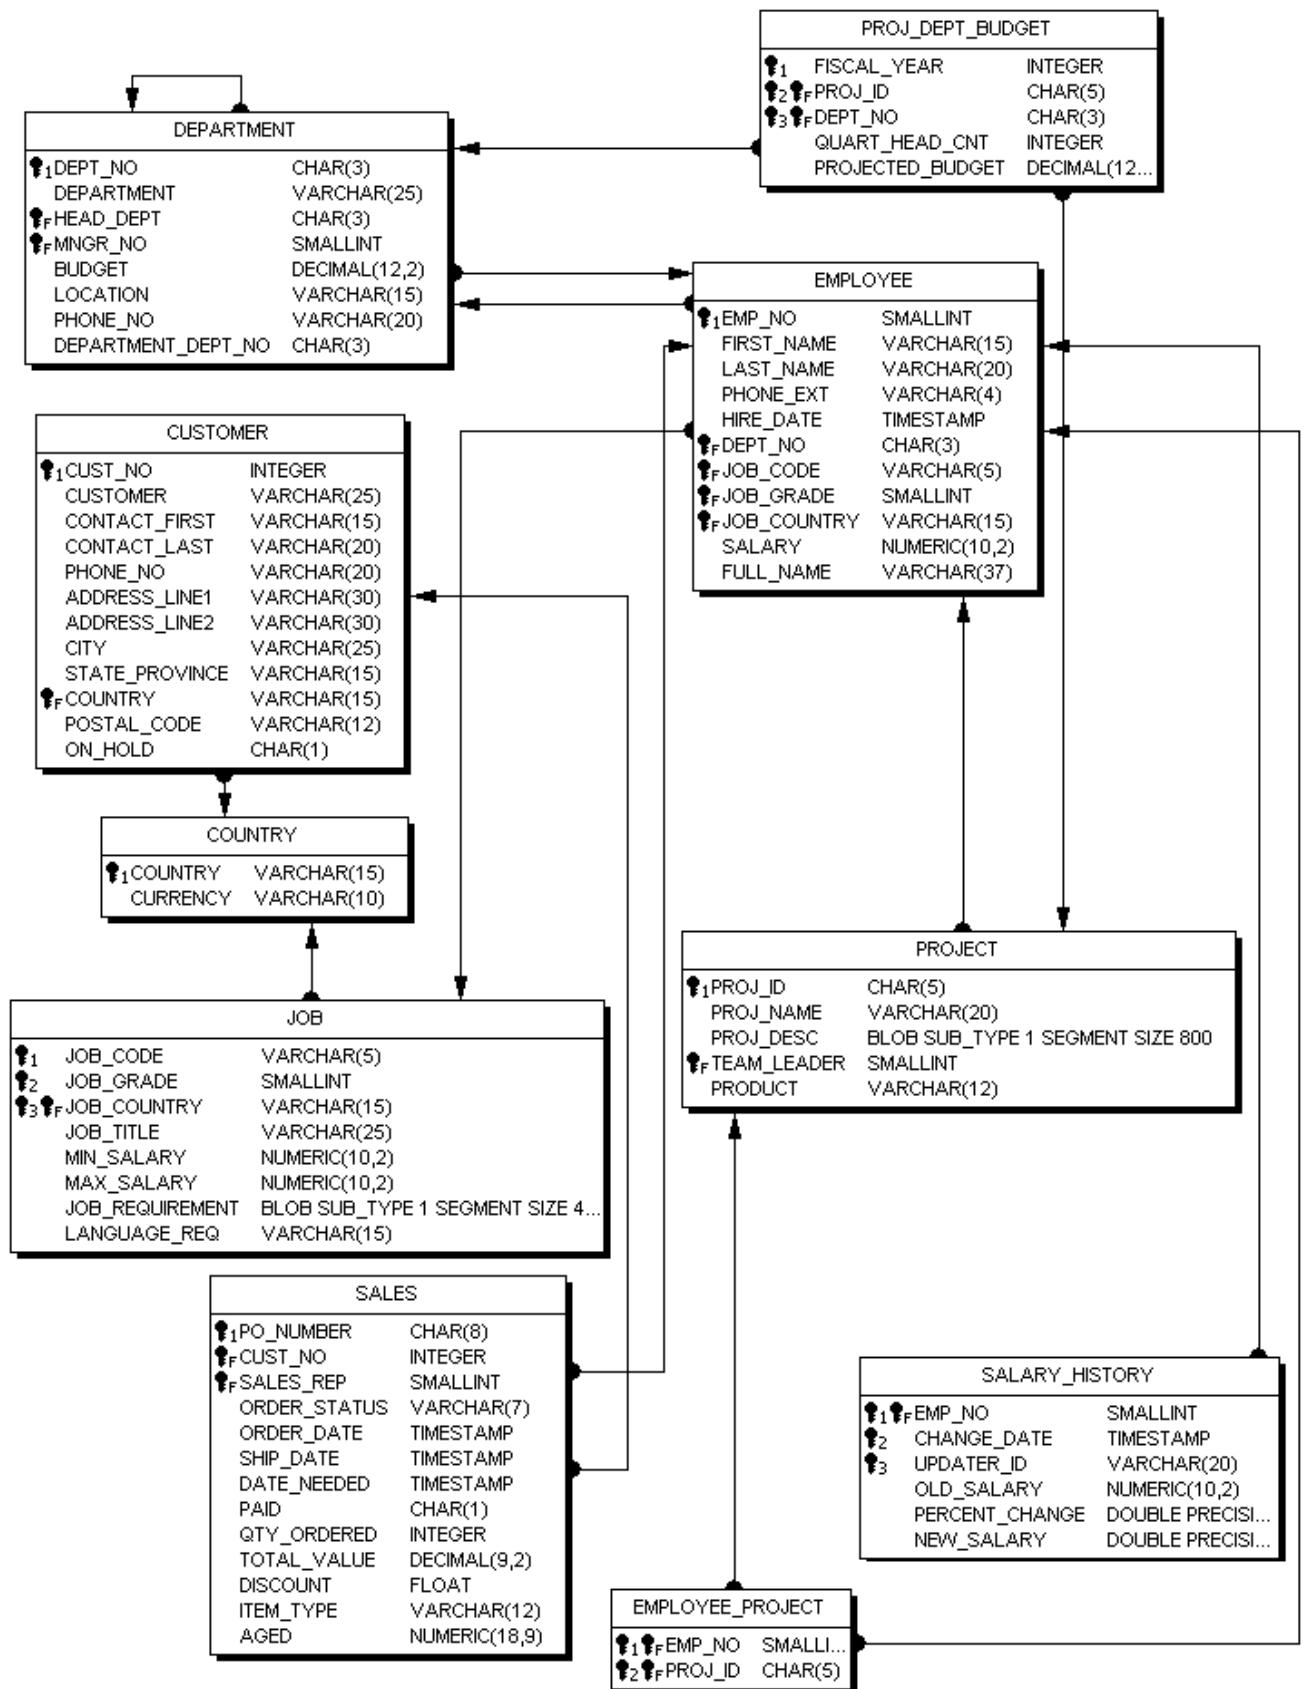 PROJ_DEPT_BUDGET
1 FISCAL_YEAR INTEGER
2 F PROJ_ID CHAR(5)
3 F DEPT_NO CHAR(3)
QUART_HEAD_CNT INTEGER
PROJECTED_BUDGET DECIMAL(12...
DEPARTMENT
1 DEPT_NO CHAR(3)
DEPARTMENT VARCHAR(25)
F HEAD_DEPT CHAR(3)
F MNGR_NO SMALLINT
BUDGET DECIMAL(12,2)
LOCATION VARCHAR(15)
PHONE_NO VARCHAR(20)
DEPARTMENT_DEPT_NO CHAR(3)
EMPLOYEE
1 EMP_NO SMALLINT
FIRST_NAME VARCHAR(15)
LAST_NAME VARCHAR(20)
PHONE_EXT VARCHAR(4)
HIRE_DATE TIMESTAMP
F DEPT_NO CHAR(3)
F JOB_CODE VARCHAR(5)
F JOB_GRADE SMALLINT
F JOB_COUNTRY VARCHAR(15)
SALARY NUMERIC(10,2)
FULL_NAME VARCHAR(37)
CUSTOMER
1 CUST_NO INTEGER
CUSTOMER VARCHAR(25)
CONTACT_FIRST VARCHAR(15)
CONTACT_LAST VARCHAR(20)
PHONE_NO VARCHAR(20)
ADDRESS_LINE1 VARCHAR(30)
ADDRESS_LINE2 VARCHAR(30)
CITY VARCHAR(25)
STATE_PROVINCE VARCHAR(15)
F COUNTRY VARCHAR(15)
POSTAL_CODE VARCHAR(12)
ON_HOLD CHAR(1)
COUNTRY
1 COUNTRY VARCHAR(15)
CURRENCY VARCHAR(10)
PROJECT
1 PROJ_ID CHAR(5)
PROJ_NAME VARCHAR(20)
PROJ_DESC BLOB SUB_TYPE 1 SEGMENT SIZE 800
F TEAM_LEADER SMALLINT
PRODUCT VARCHAR(12)
JOB
1 JOB_CODE VARCHAR(5)
2 JOB_GRADE SMALLINT
3 F JOB_COUNTRY VARCHAR(15)
JOB_TITLE VARCHAR(25)
MIN_SALARY NUMERIC(10,2)
MAX_SALARY NUMERIC(10,2)
JOB_REQUIREMENT BLOB SUB_TYPE 1 SEGMENT SIZE 4...
LANGUAGE_REQ VARCHAR(15)
SALES
1 PO_NUMBER CHAR(8)
F CUST_NO INTEGER
F SALES_REP SMALLINT
ORDER_STATUS VARCHAR(7)
ORDER_DATE TIMESTAMP
SHIP_DATE TIMESTAMP
DATE_NEEDED TIMESTAMP
PAID CHAR(1)
QTY_ORDERED INTEGER
TOTAL_VALUE DECIMAL(9,2)
DISCOUNT FLOAT
ITEM_TYPE VARCHAR(12)
AGED NUMERIC(18,9)
SALARY_HISTORY
1 F EMP_NO SMALLINT
2 CHANGE_DATE TIMESTAMP
3 UPDATER_ID VARCHAR(20)
OLD_SALARY NUMERIC(10,2)
PERCENT_CHANGE DOUBLE PRECISI...
NEW_SALARY DOUBLE PRECISI...
EMPLOYEE_PROJECT
1 F EMP_NO SMALLI...
2 F PROJ_ID CHAR(5)